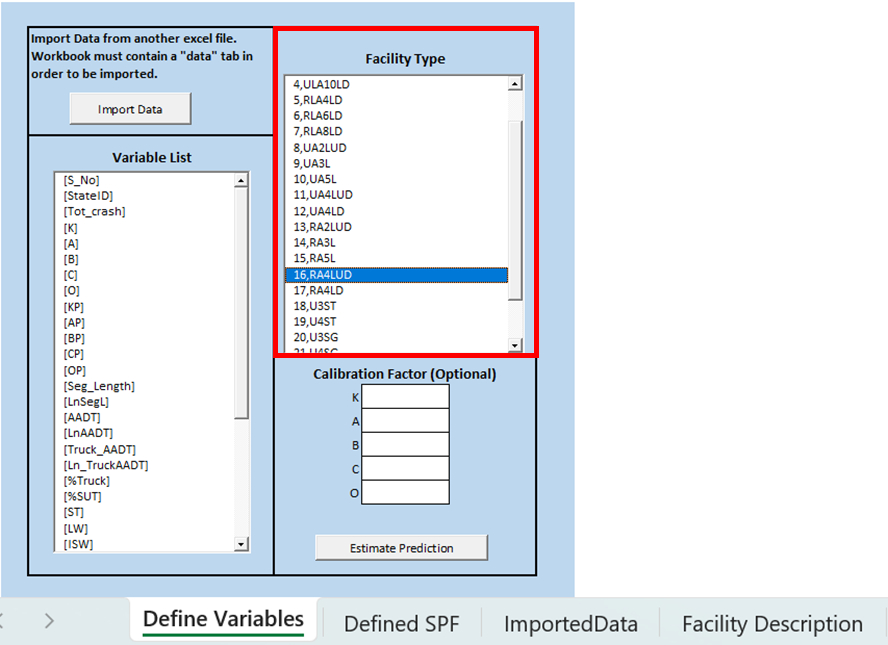 Import Data from another excel file.
Workbook must contain a "data" tab in
order to be imported.
Import Data
Variable List
[S_No]
[StateID]
[Tot_crash]
[K]
[A]
[B]
[C]
[O]
[KP]
[AP]
[BP]
[CP]
[OP]
[Seg_Length]
[LnSegL]
[AADT]
[LnAADT]
[Truck_AADT]
[Ln_TruckAADT]
[%Truck]
[%SUT]
[ST]
[LW]
[ISW]
Facility Type
4,ULA10LD
5,RLA4LD
6,RLA6LD
7,RLA8LD
8,UA2LUD
9,UA3L
10,UA5L
11,UA4LUD
12,UA4LD
13,RA2LUD
14,RA3L
15,RA5L
16,RA4LUD
17,RA4LD
18,U3ST
19,U4ST
20,U3SG
21,U4SG
Calibration Factor (Optional)
K
A
B
C
O
Estimate Prediction
Define Variables
Defined SPF
ImportedData
Facility Description